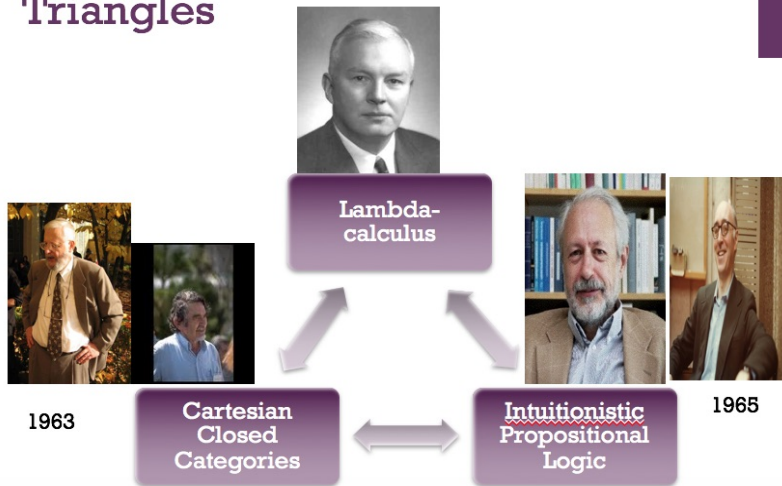 Triangles
Lambda-
calculus
1963
Cartesian
Closed
Categories
Intuitionistic
Propositional
Logic
1965